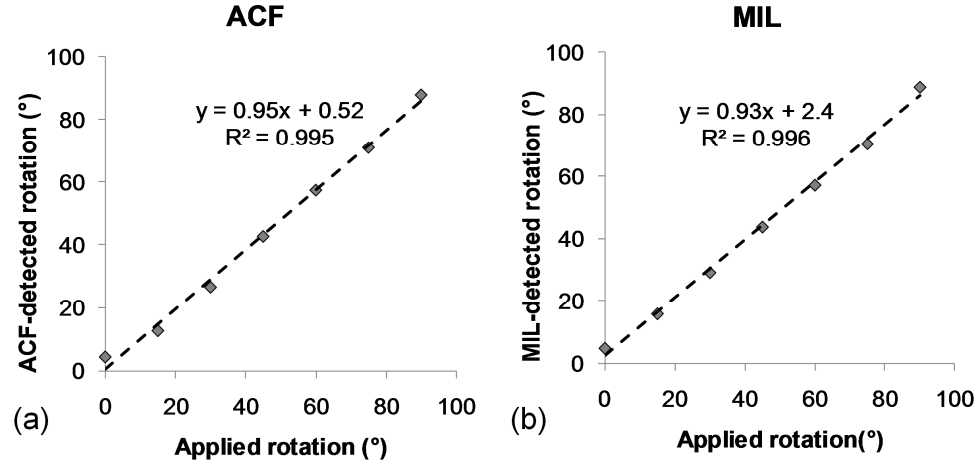 ACF
100
80
60
40
20
0
ACF-detected rotation (°)
y = 0.95x + 0.52
R² = 0.995
0 20 40 60 80 100
Applied rotation (°)
(a)
MIL
100
80
60
40
20
0
MIL-detected rotation (°)
y = 0.93x + 2.4
R² = 0.996
0 20 40 60 80 100
Applied rotation(°)
(b)